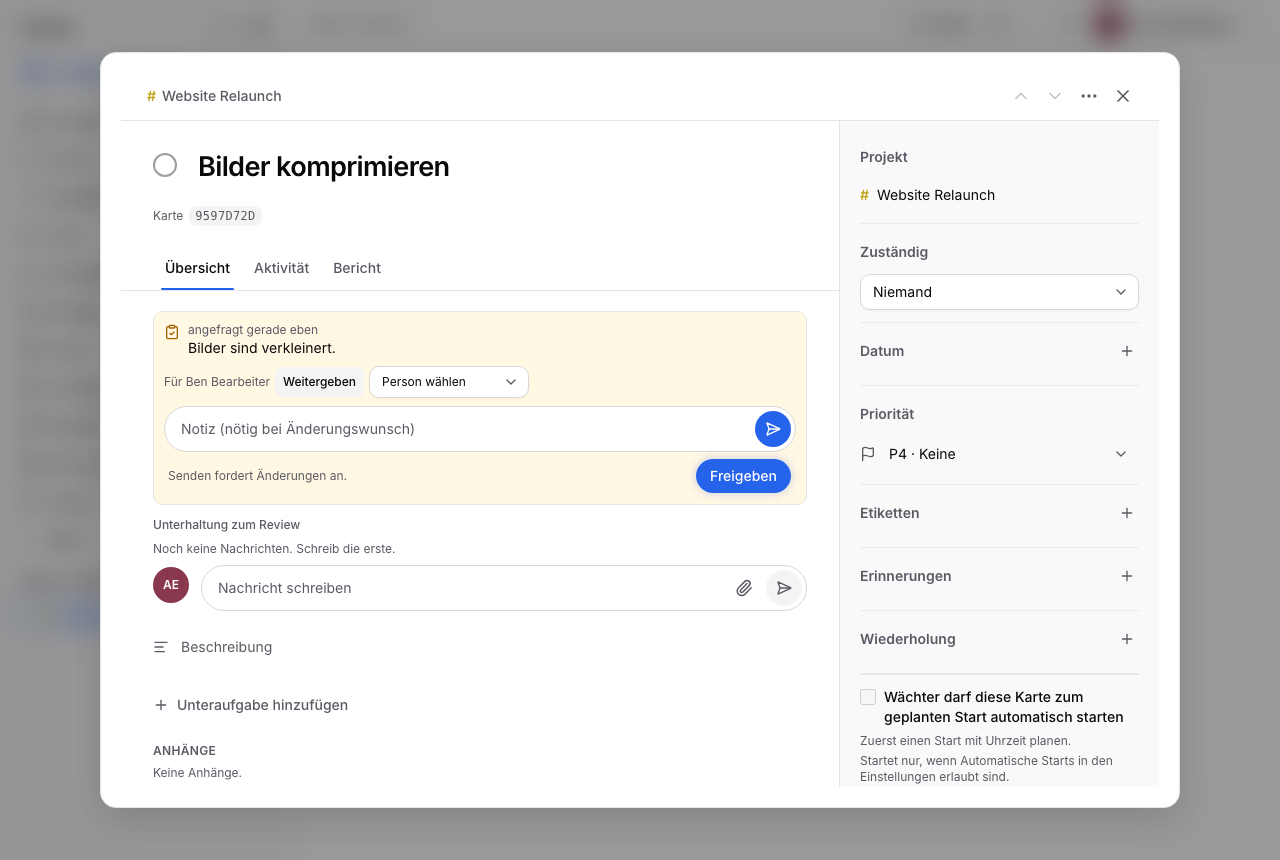 # Website Relaunch
Bilder komprimieren
Karte 9597D72D
Übersicht Aktivität Bericht
angefragt gerade eben
Bilder sind verkleinert.
Für Ben Bearbeiter Weitergeben Person wählen
Notiz (nötig bei Änderungswunsch)
Senden fordert Änderungen an. Freigeben
Unterhaltung zum Review
Noch keine Nachrichten. Schreib die erste.
AE Nachricht schreiben
Beschreibung
Unteraufgabe hinzufügen
ANHÄNGE
Keine Anhänge.
Projekt
# Website Relaunch
Zuständig
Niemand
Datum
Priorität
P4 · Keine
Etiketten
Erinnerungen
Wiederholung
Wächter darf diese Karte zum
geplanten Start automatisch starten
Zuerst einen Start mit Uhrzeit planen.
Startet nur, wenn Automatische Starts in den
Einstellungen erlaubt sind.